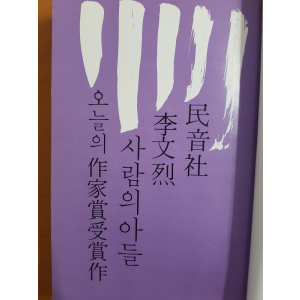 民音社
李文烈
사람의 아들
오늘의 作家賞受賞作